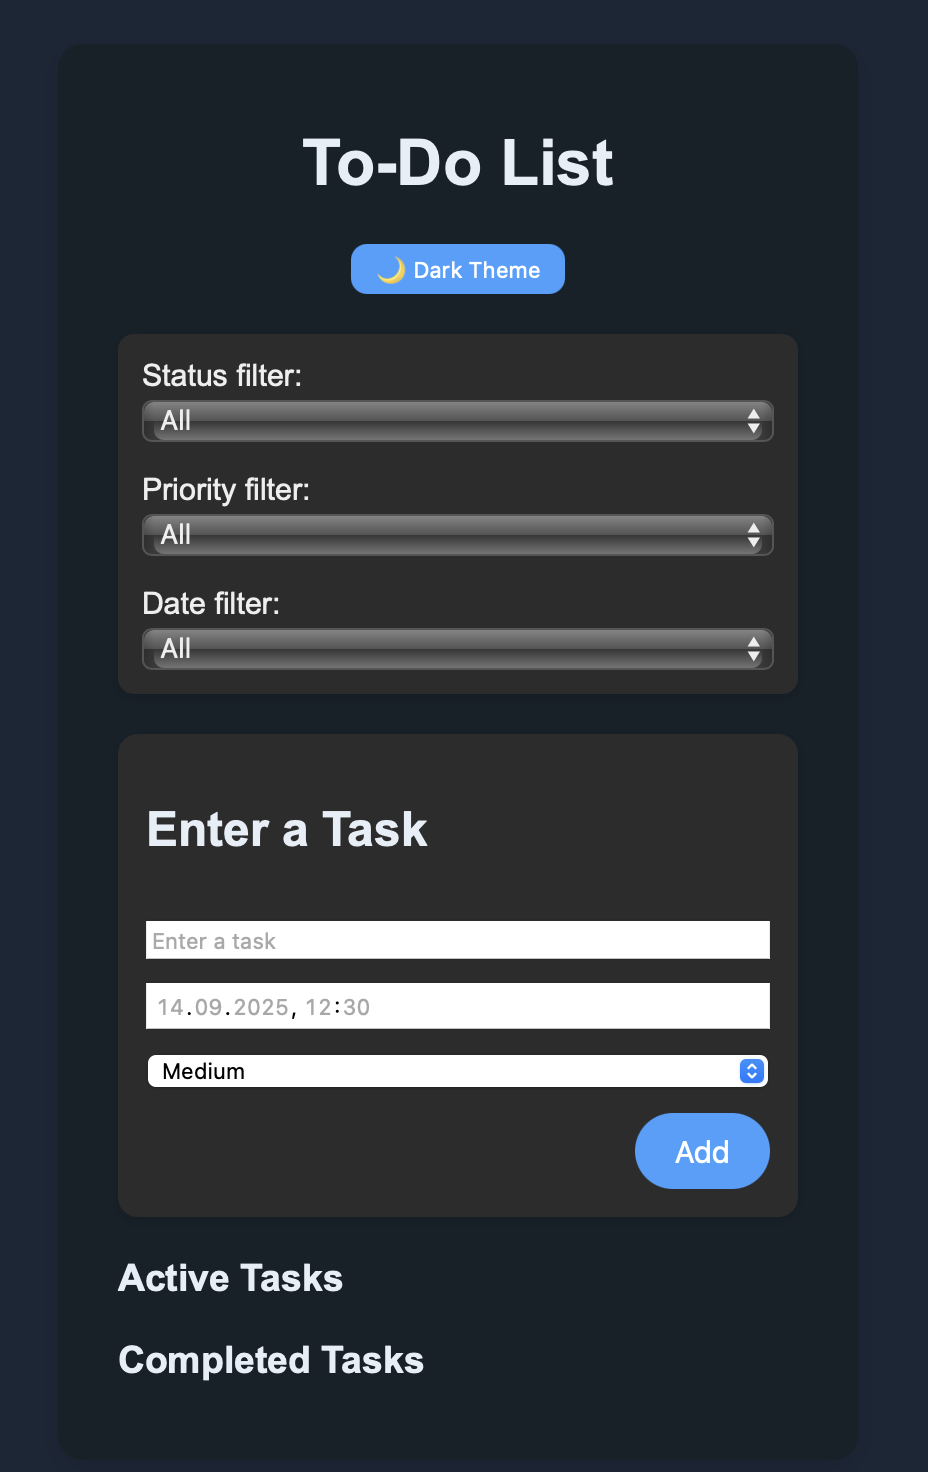 To-Do List
🌙 Dark Theme
Status filter:
All
Priority filter:
All
Date filter:
All
Enter a Task
Enter a task
14.09.2025, 12:30
Medium
Add
Active Tasks
Completed Tasks